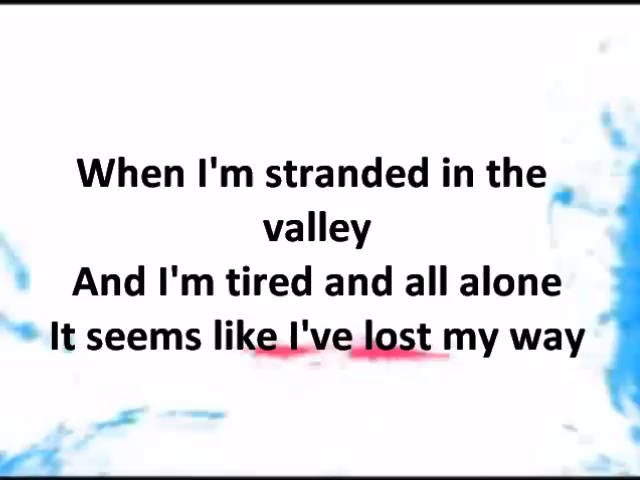 When I'm stranded in the
valley
And I'm tired and all alone
It seems like I've lost my way